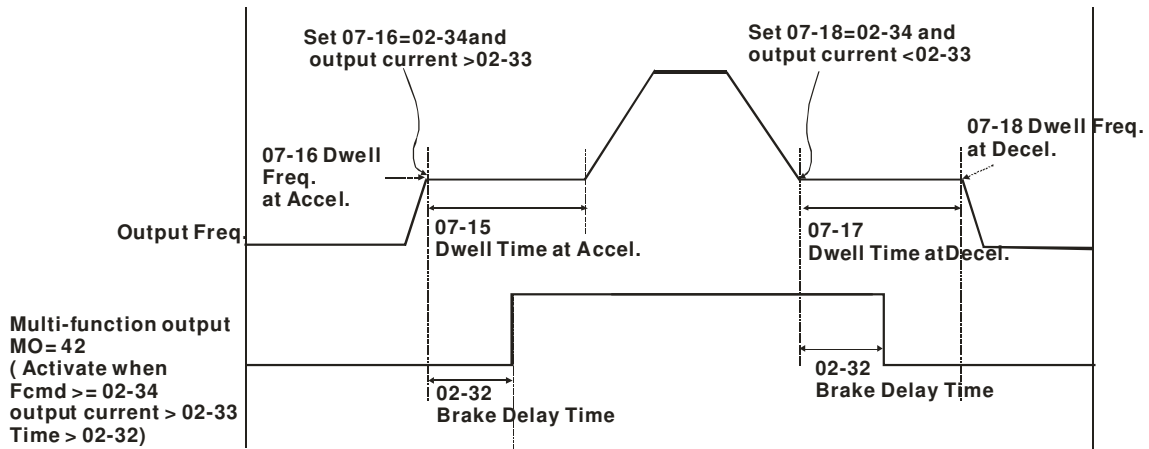 Set 07-16=02-34and
output current >02-33
Set 07-18=02-34 and
output current <02-33
07-16 Dwell
Freq.
at Accel.
07-18 Dwell Freq.
at Decel.
Output Freq.
07-15
Dwell Time at Accel.
07-17
Dwell Time atDecel.
Multi-function output
MO=42
( Activate when
Fcmd >= 02-34
output current > 02-33
Time > 02-32)
02-32
Brake Delay Time
02-32
Brake Delay Time